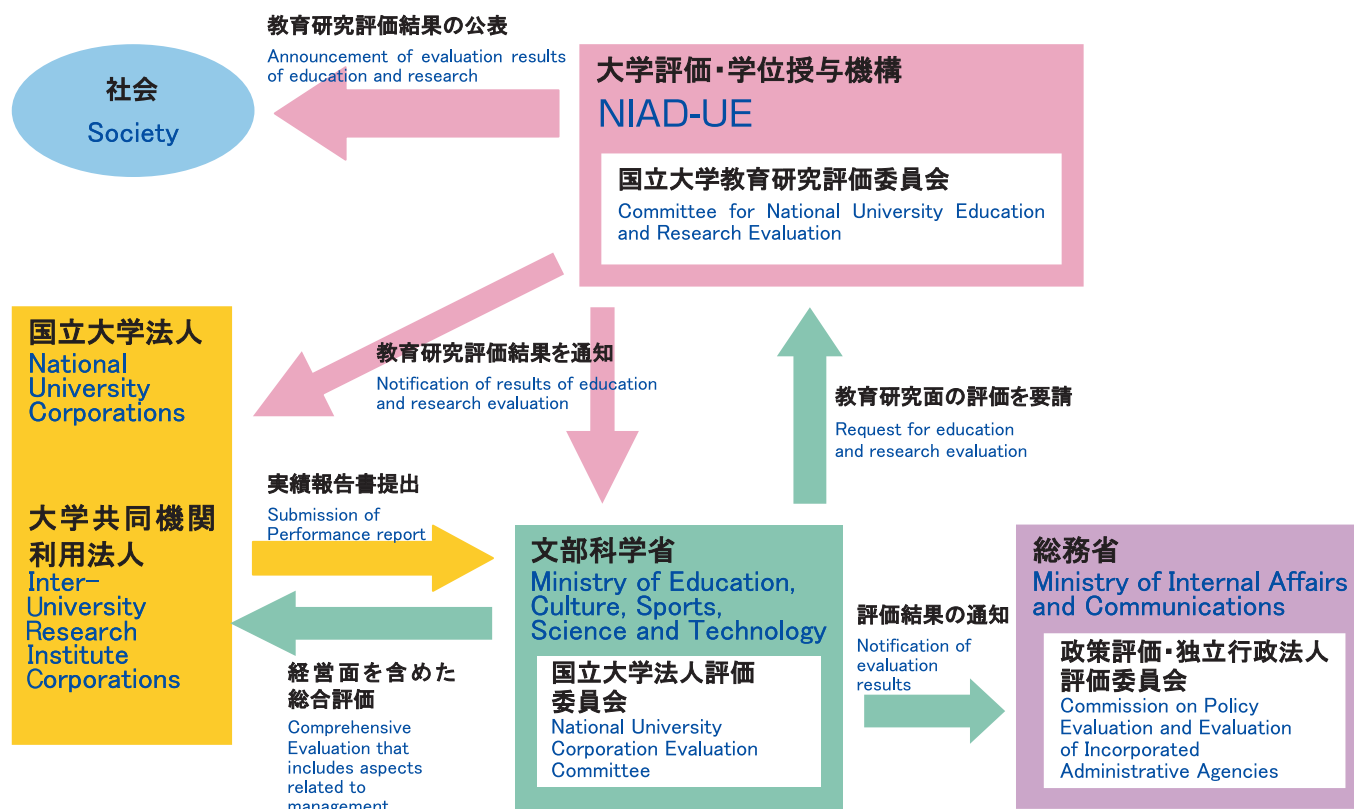 教育研究評価結果の公表
Announcement of evaluation results
of education and research
社会
Society
大学評価・学位授与機構
NIAD-UE
国立大学教育研究評価委員会
Committee for National University Education
and Research Evaluation
国立大学法人
National
University
Corporations
教育研究評価結果を通知
Notification of results of education
and research evaluation
教育研究面の評価を要請
Request for education
and research evaluation
大学共同機関
利用法人
Inter-
University
Research
Institute
Corporations
実績報告書提出
Submission of
Performance report
経営面を含めた
総合評価
Comprehensive
Evaluation that
includes aspects
related to
management
文部科学省
Ministry of Education,
Culture, Sports,
Science and Technology
国立大学法人評価
委員会
National University
Corporation Evaluation
Committee
評価結果の通知
Notification of
evaluation
results
総務省
Ministry of Internal Affairs
and Communications
政策評価・独立行政法人
評価委員会
Commission on Policy
Evaluation and Evaluation
of Incorporated
Administrative Agencies